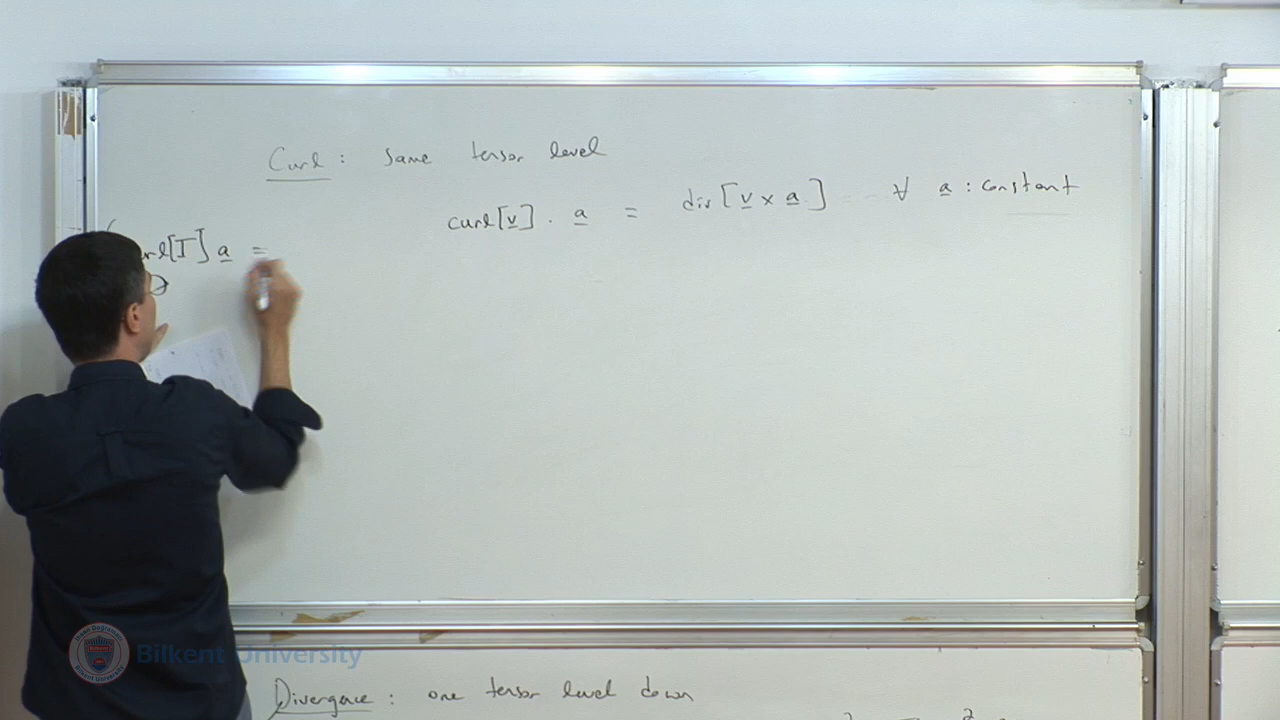 Curl : same tensor level
curl[v] . a = div[v × a] ∀ a : constant
rl[T] a =
Divergence : one tensor level down
Bilkent University